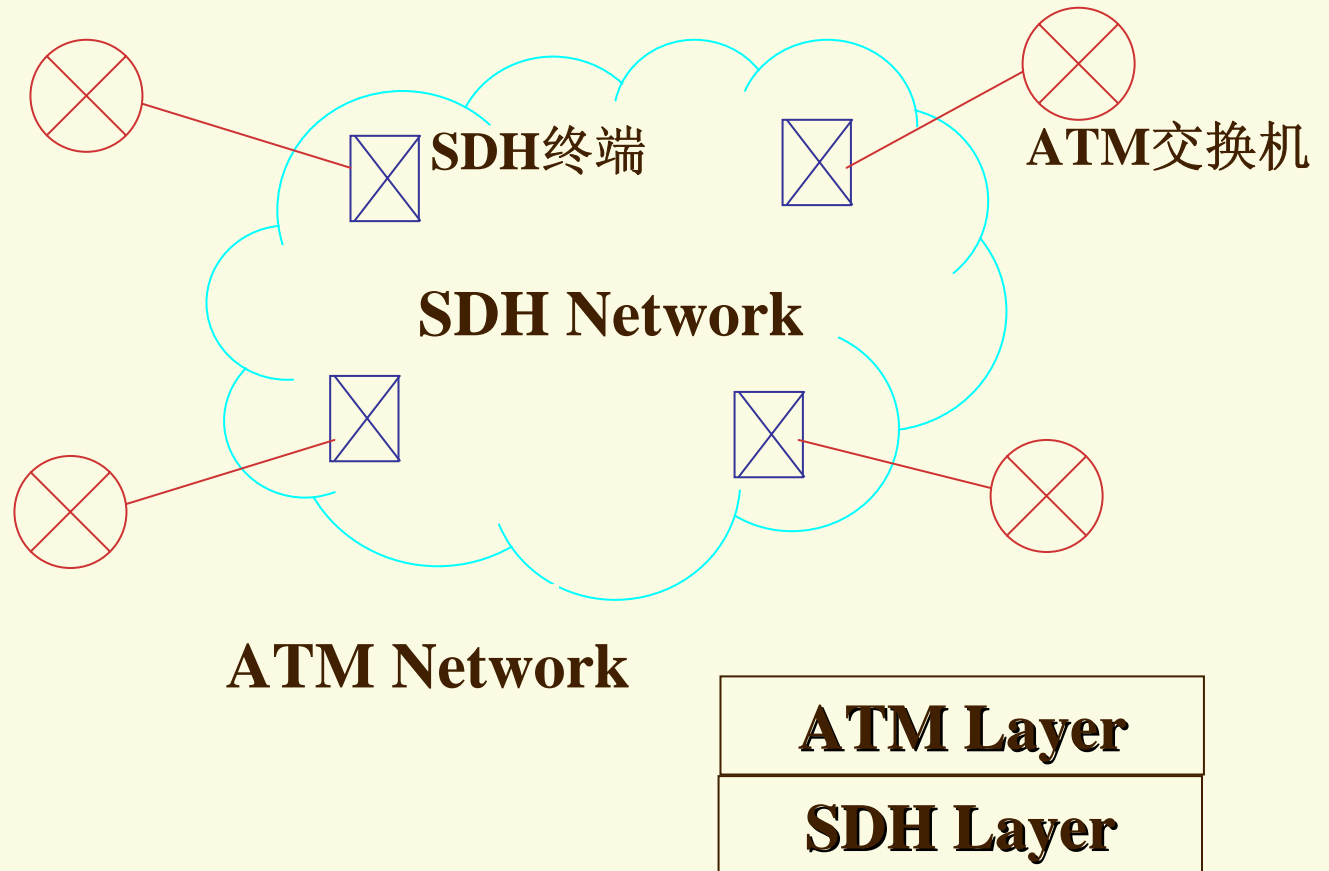 SDH终端
ATM交换机
SDH Network
ATM Network
ATM Layer
SDH Layer